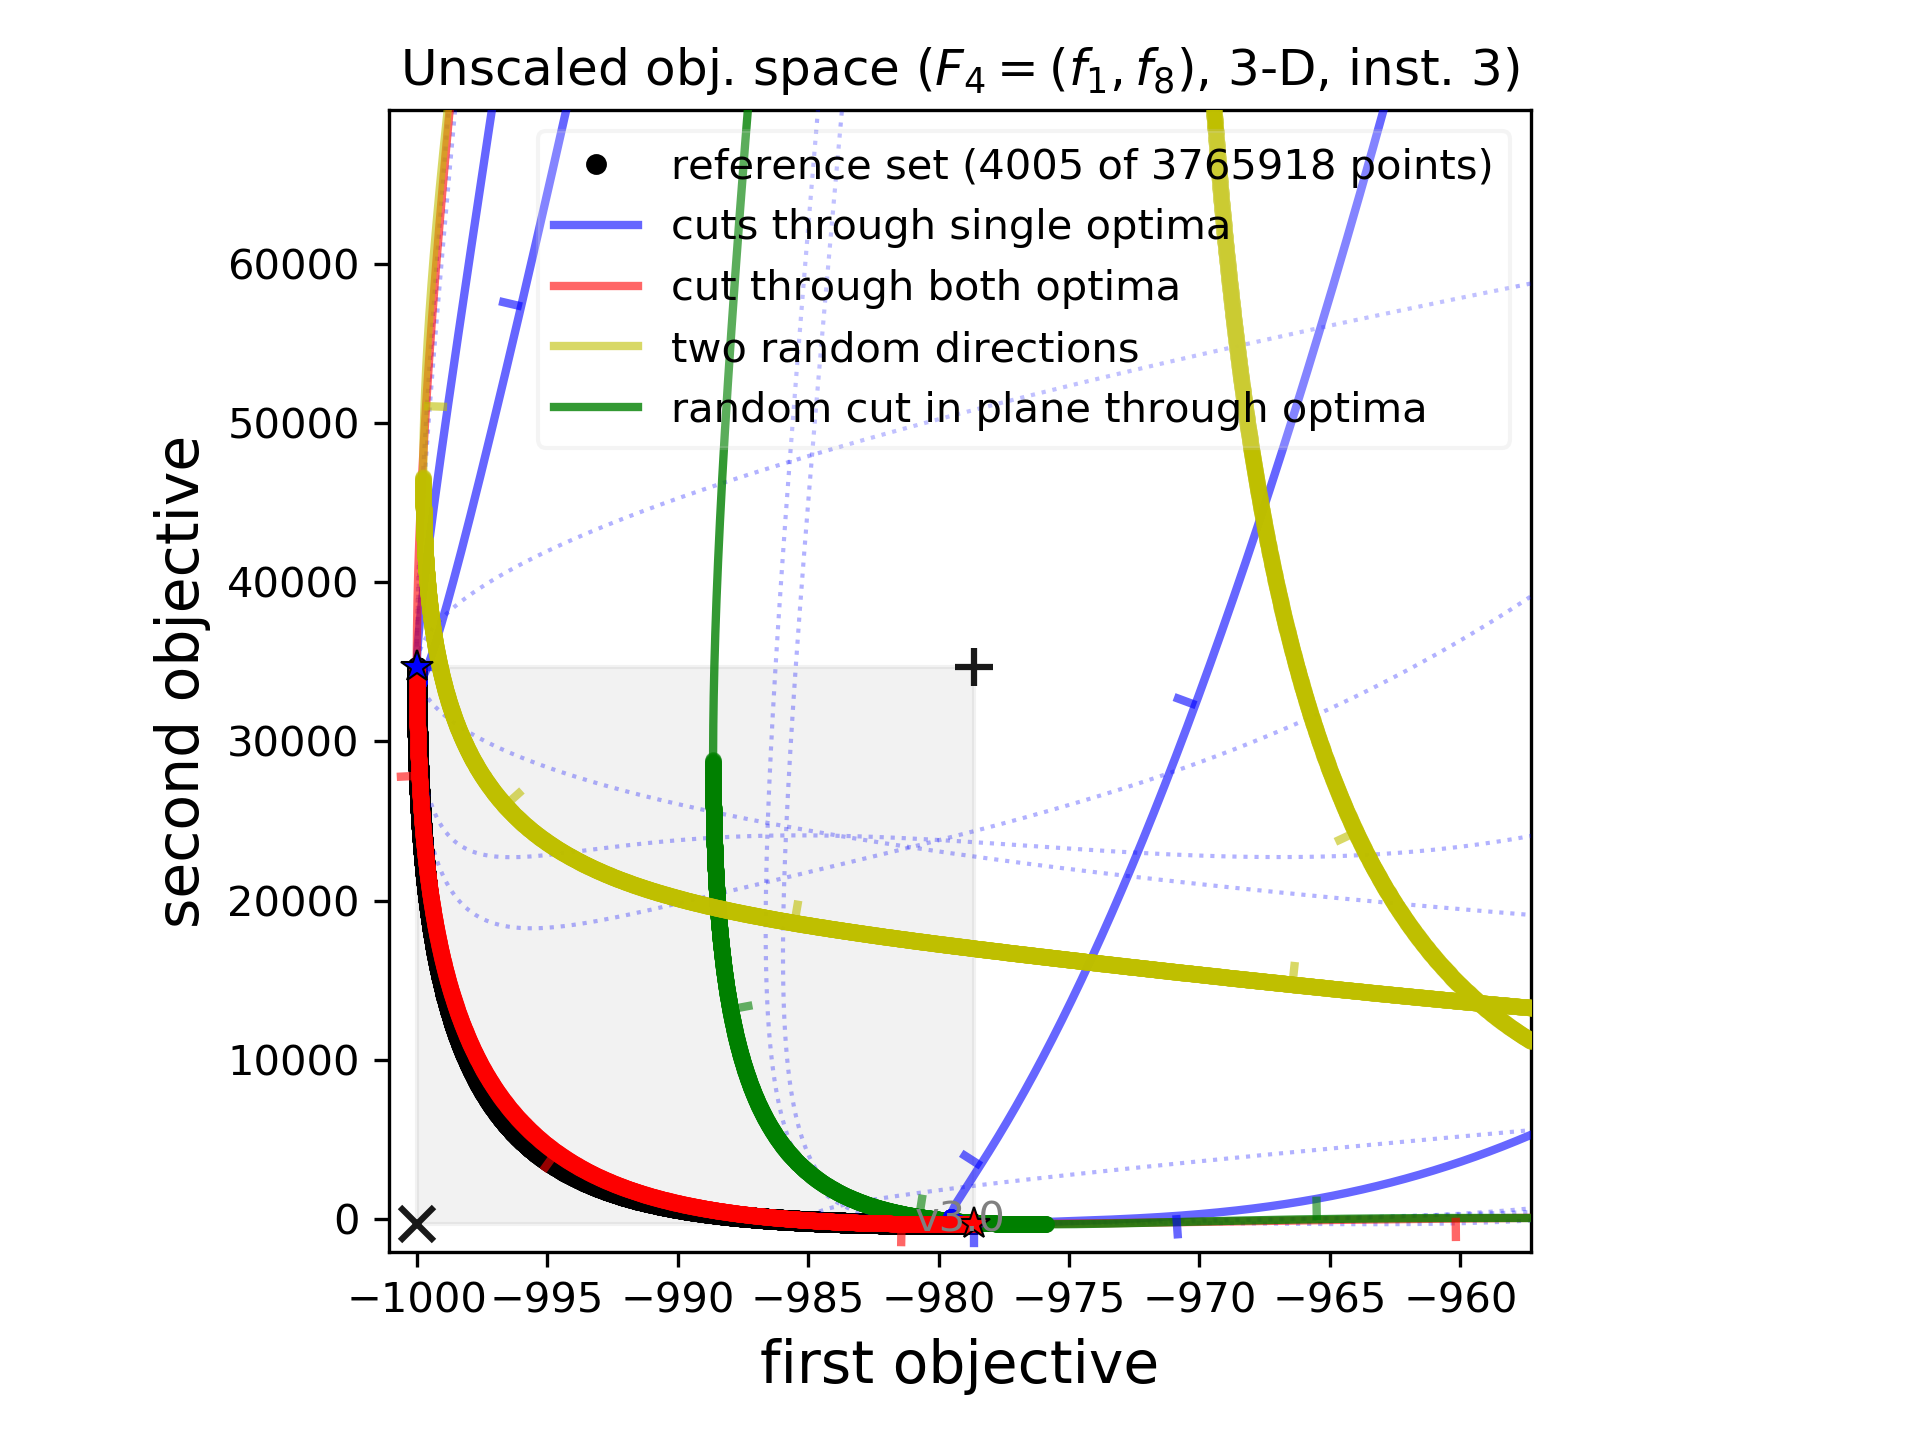 Unscaled obj. space (F₄ = (f₁, f₈), 3-D, inst. 3)
reference set (4005 of 3765918 points)
cuts through single optima
cut through both optima
two random directions
random cut in plane through optima
second objective
60000
50000
40000
30000
20000
10000
0
v3.0
−1000 −995 −990 −985 −980 −975 −970 −965 −960
first objective